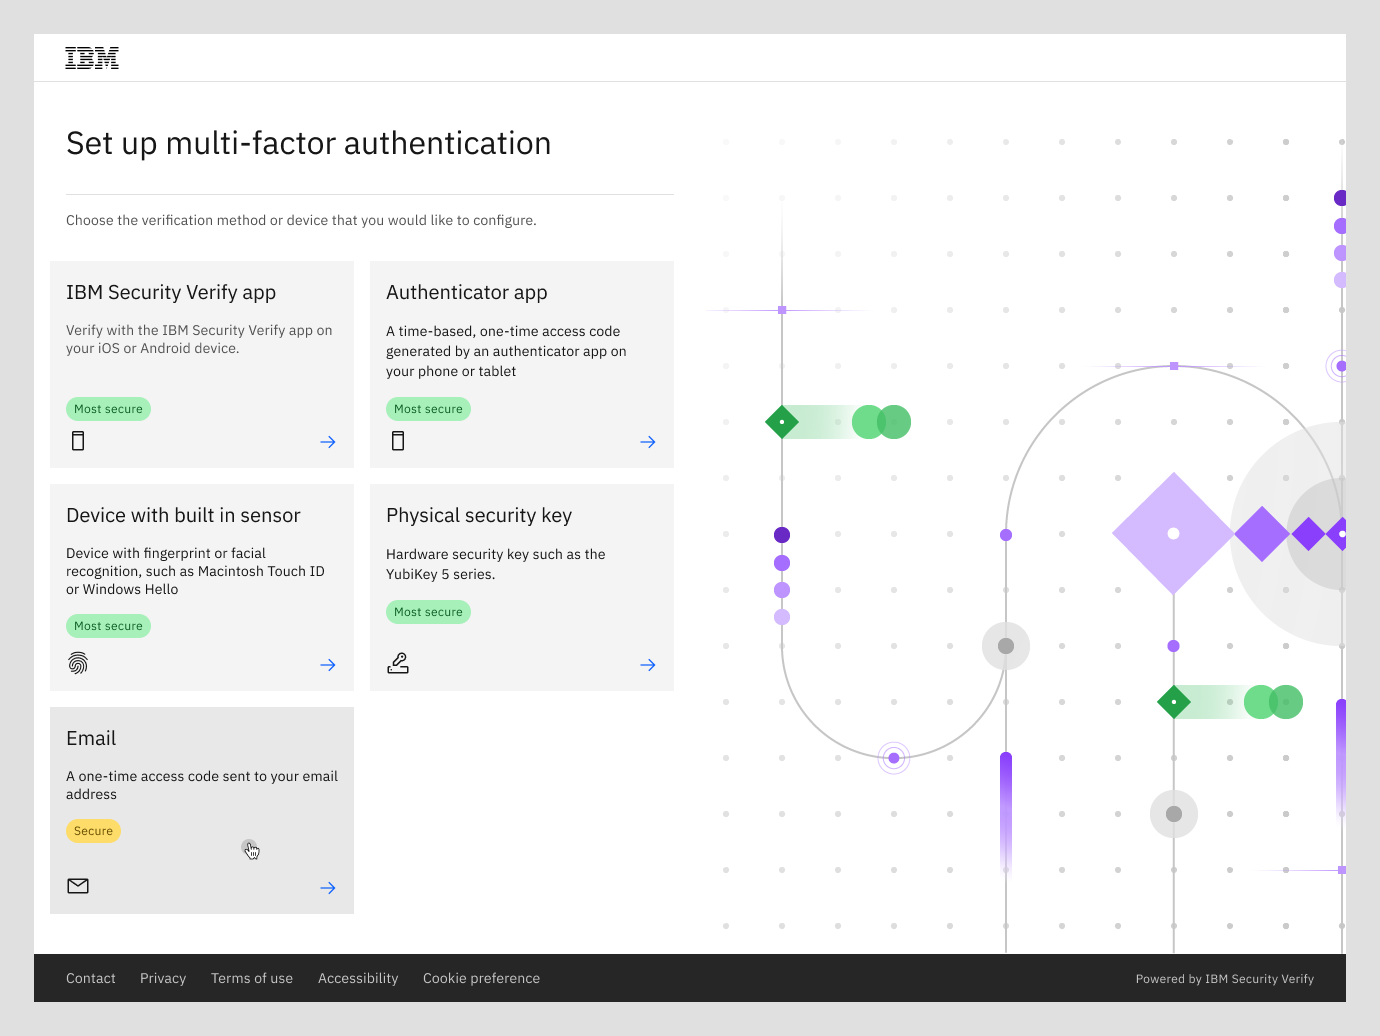 IBM
Set up multi-factor authentication
Choose the verification method or device that you would like to configure.
IBM Security Verify app
Verify with the IBM Security Verify app on
your iOS or Android device.
Most secure
Authenticator app
A time-based, one-time access code
generated by an authenticator app on
your phone or tablet
Most secure
Device with built in sensor
Device with fingerprint or facial
recognition, such as Macintosh Touch ID
or Windows Hello
Most secure
Physical security key
Hardware security key such as the
YubiKey 5 series.
Most secure
Email
A one-time access code sent to your email
address
Secure
Contact Privacy Terms of use Accessibility Cookie preference
Powered by IBM Security Verify